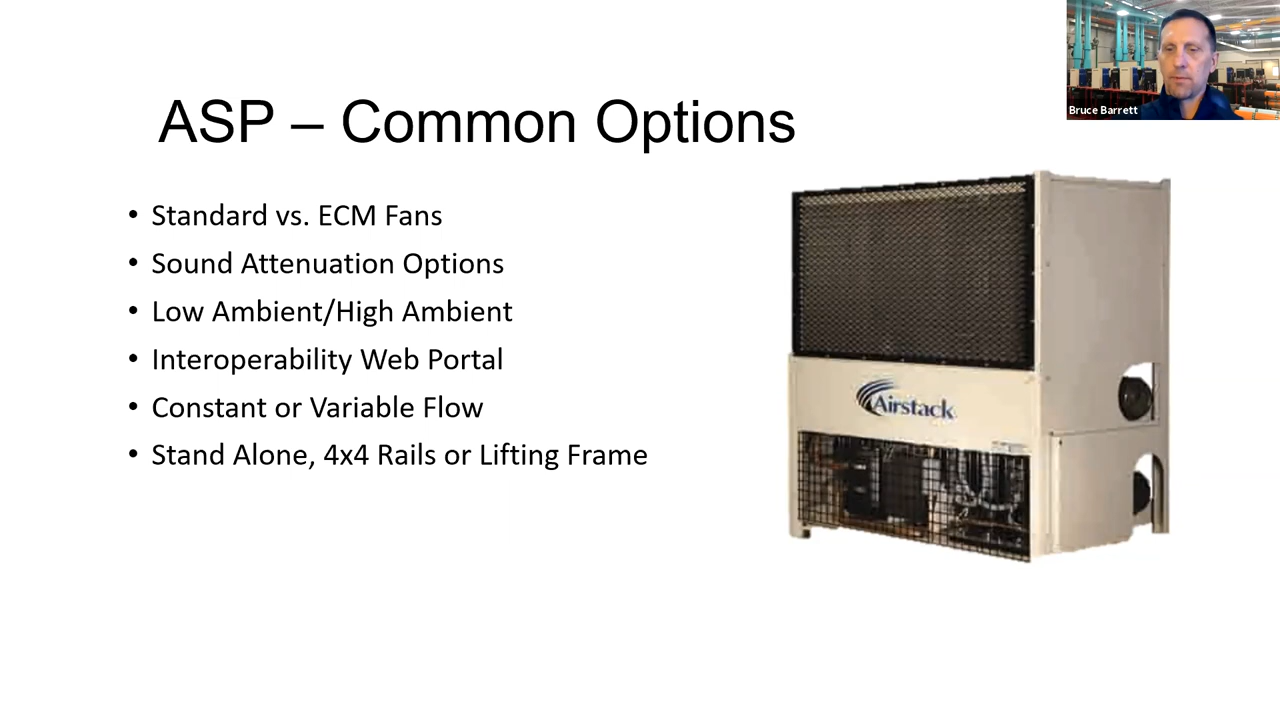 ASP – Common Options
Bruce Barrett
• Standard vs. ECM Fans
• Sound Attenuation Options
• Low Ambient/High Ambient
• Interoperability Web Portal
• Constant or Variable Flow
• Stand Alone, 4x4 Rails or Lifting Frame
Airstack